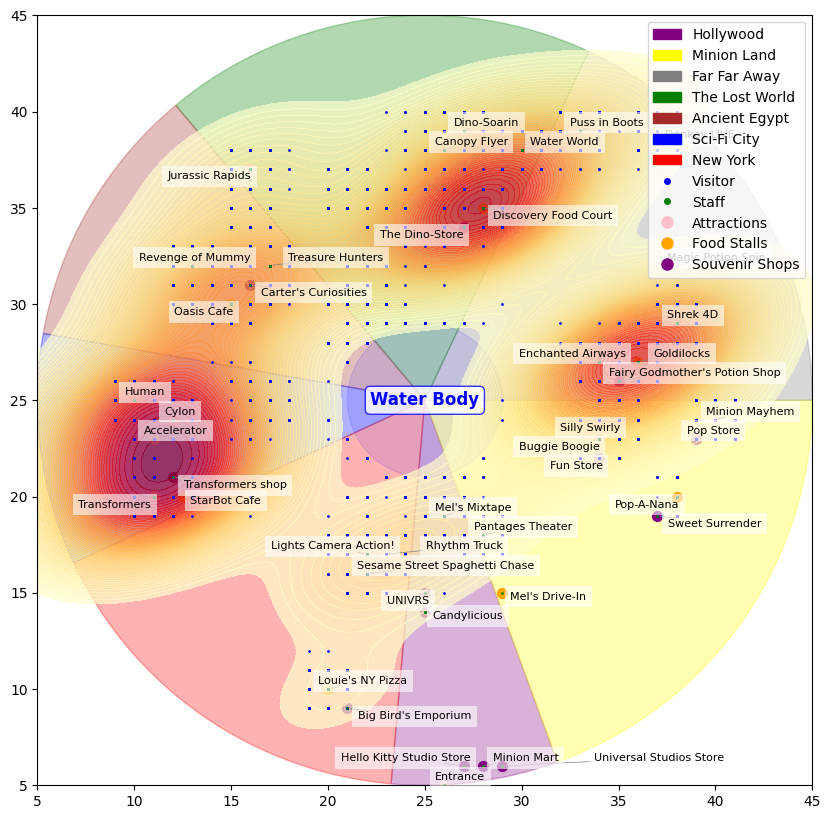 45
40
35
30
25
20
15
10
5
5
10
15
20
25
30
35
40
45
Hollywood
Minion Land
Far Far Away
The Lost World
Ancient Egypt
Sci-Fi City
New York
Visitor
Staff
Attractions
Food Stalls
Souvenir Shops
Dino-Soarin
Puss in Boots
Donkey LIVE
Canopy Flyer
Water World
Jurassic Rapids
Discovery Food Court
The Dino-Store
Revenge of Mummy
Treasure Hunters
Magic Potion Spin
Carter's Curiosities
Oasis Cafe
Shrek 4D
Enchanted Airways
Goldilocks
Fairy Godmother's Potion Shop
Human
Water Body
Cylon
Minion Mayhem
Accelerator
Silly Swirly
Pop Store
Buggie Boogie
Fun Store
Transformers shop
Transformers
StarBot Cafe
Mel's Mixtape
Pop-A-Nana
Pantages Theater
Sweet Surrender
Lights Camera Action!
Rhythm Truck
Sesame Street Spaghetti Chase
UNIVRS
Mel's Drive-In
Candylicious
Louie's NY Pizza
Big Bird's Emporium
Hello Kitty Studio Store
Minion Mart
Universal Studios Store
Entrance